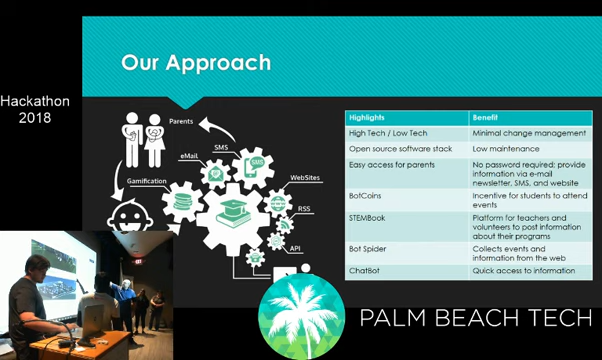 Our Approach
Hackathon
2018
Parents
SMS
eMail
SMS
Gamification
WebSites
RSS
API
Highlights Benefit
High Tech / Low Tech Minimal change management
Open source software stack Low maintenance
Easy access for parents No password required; provide
information via e-mail
newsletter, SMS, and website
BotCoins Incentive for students to attend
events
STEMBook Platform for teachers and
volunteers to post information
about their programs
Bot Spider Collects events and
information from the web
ChatBot Quick access to information
PALM BEACH TECH